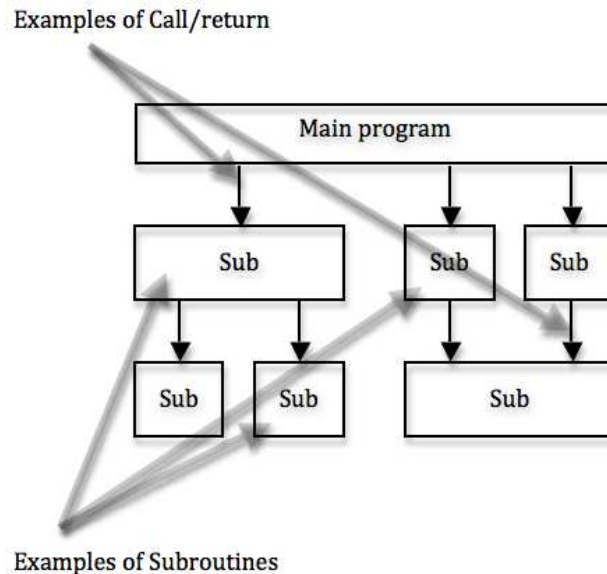 Examples of Call/return
Main program
Sub
Sub
Sub
Sub
Sub
Sub
Examples of Subroutines